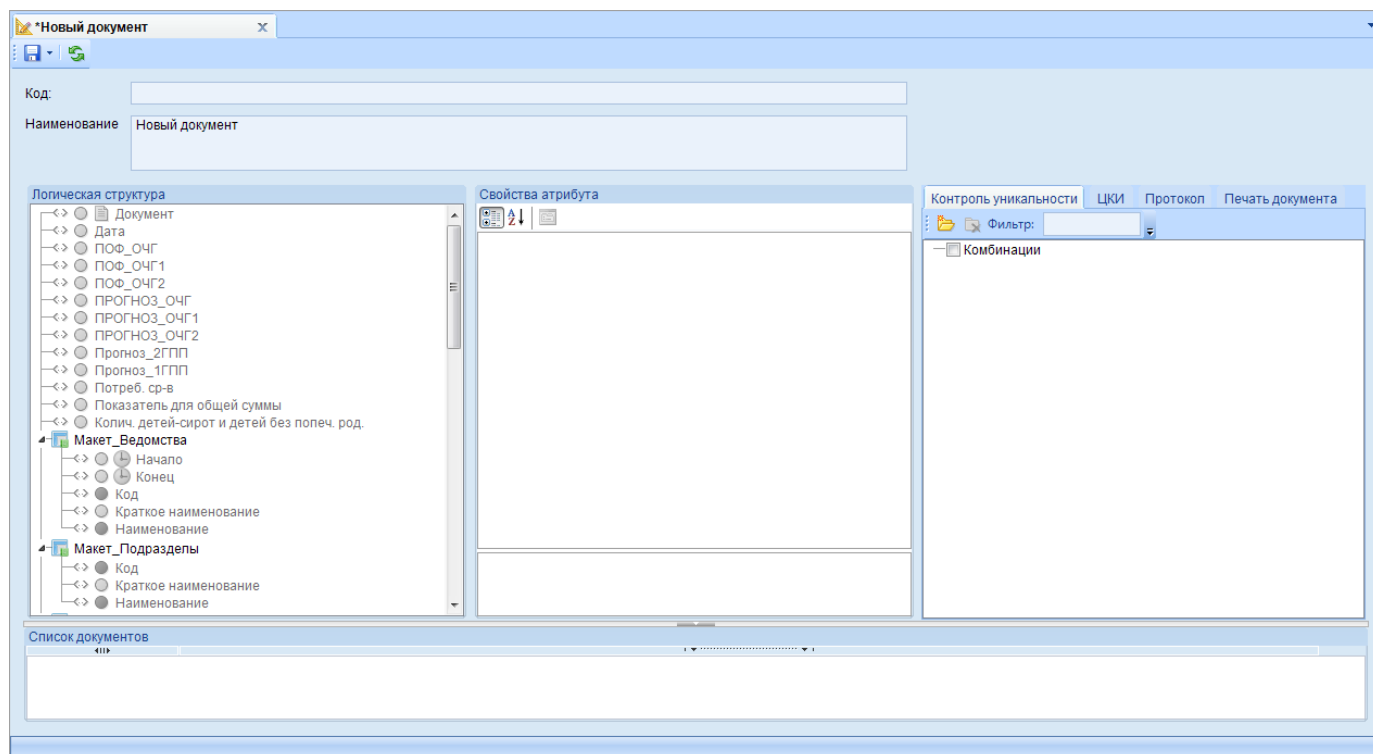 *Новый документ x
Код:
Наименование Новый документ
Логическая структура
Документ
Дата
ПОФ_ОЧГ
ПОФ_ОЧГ1
ПОФ_ОЧГ2
ПРОГНОЗ_ОЧГ
ПРОГНОЗ_ОЧГ1
ПРОГНОЗ_ОЧГ2
Прогноз_2ГПП
Прогноз_1ГПП
Потреб. ср-в
Показатель для общей суммы
Колич. детей-сирот и детей без попеч. род.
Макет_Ведомства
Начало
Конец
Код
Краткое наименование
Наименование
Макет_Подразделы
Код
Краткое наименование
Наименование
Свойства атрибута
Контроль уникальности ЦКИ Протокол Печать документа
Фильтр:
Комбинации
Список документов